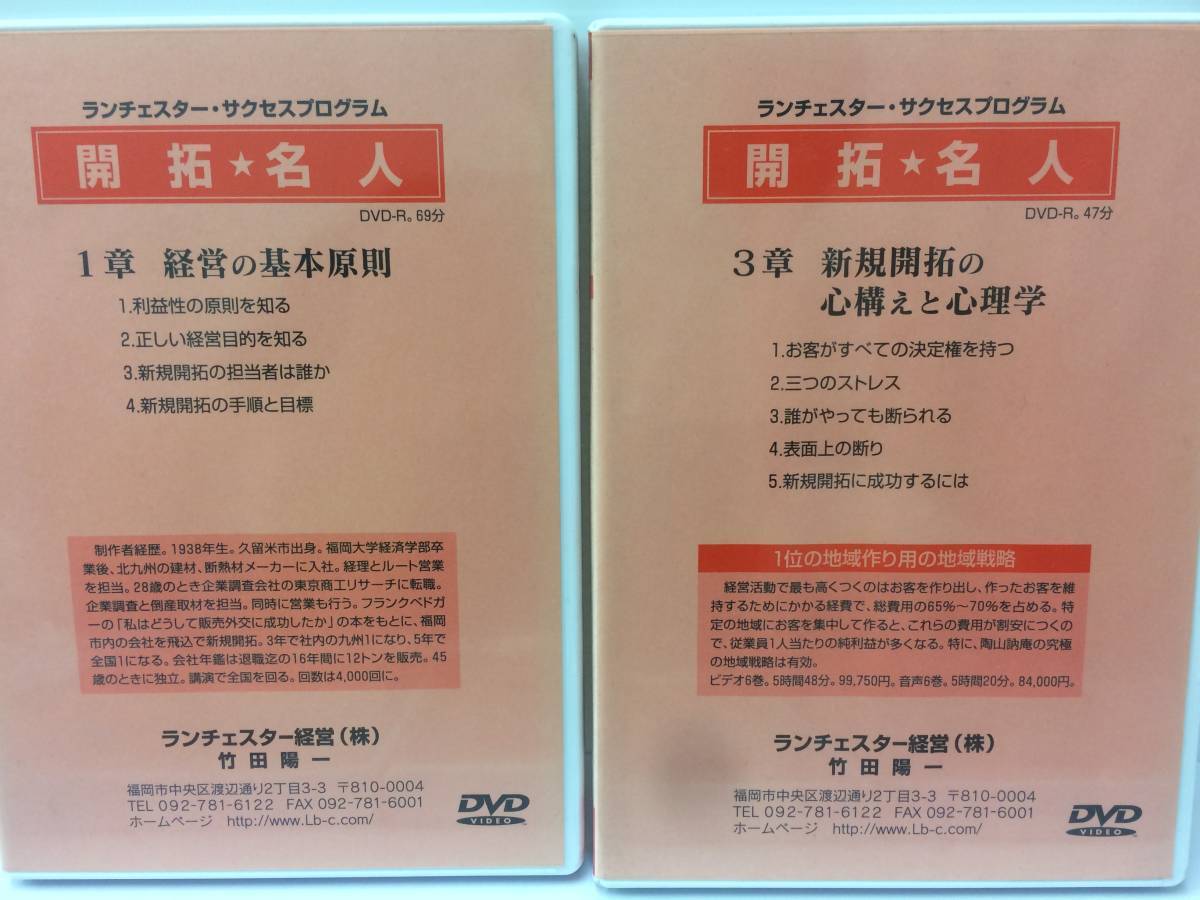 ランチェスター・サクセスプログラム
開拓★名人
DVD-R。69分
1章 経営の基本原則
1.利益性の原則を知る
2.正しい経営目的を知る
3.新規開拓の担当者は誰か
4.新規開拓の手順と目標
制作者経歴。1938年生。久留米市出身。福岡大学経済学部卒
業後、北九州の建材、断熱材メーカーに入社。経理とルート営業
を担当。28歳のとき企業調査会社の東京商工リサーチに転職。
企業調査と倒産取材を担当。同時に営業も行う。フランクベドガ
ーの「私はどうして販売外交に成功したか」の本をもとに、福岡
市内の会社を飛込で新規開拓。3年で社内の九州1になり、5年で
全国1になる。会社年鑑は退職迄の16年間に12トンを販売。45
歳のときに独立。講演で全国を回る。回数は4,000回に。
ランチェスター経営(株)
竹田陽一
福岡市中央区渡辺通り2丁目3-3 〒810-0004
TEL 092-781-6122 FAX 092-781-6001
ホームページ http://www.Lb-c.com/
DVD
VIDEO
ランチェスター・サクセスプログラム
開拓★名人
DVD-R。47分
3章 新規開拓の
心構えと心理学
1.お客がすべての決定権を持つ
2.三つのストレス
3.誰がやっても断られる
4.表面上の断り
5.新規開拓に成功するには
1位の地域作り用の地域戦略
経営活動で最も高くつくのはお客を作り出し、作ったお客を維
持するためにかかる経費で、総費用の65%～70%を占める。特
定の地域にお客を集中して作ると、これらの費用が割安につくの
で、従業員1人当たりの純利益が多くなる。特に、陶山訥庵の究極
の地域戦略は有効。
ビデオ6巻。5時間48分。99,750円。音声6巻。5時間20分。84,000円。
ランチェスター経営(株)
竹田陽一
福岡市中央区渡辺通り2丁目3-3 〒810-0004
TEL 092-781-6122 FAX 092-781-6001
ホームページ http://www.Lb-c.com/
DVD
VIDEO